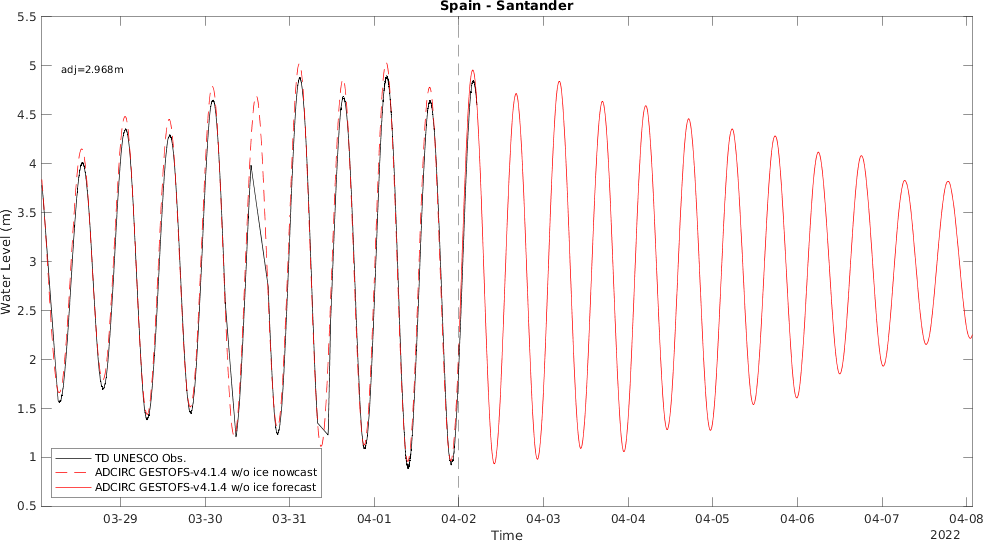 Spain - Santander
5.5
5
4.5
4
3.5
3
2.5
2
1.5
1
0.5
Water Level (m)
adj=2.968m
TD UNESCO Obs.
ADCIRC GESTOFS-v4.1.4 w/o ice nowcast
ADCIRC GESTOFS-v4.1.4 w/o ice forecast
03-29 03-30 03-31 04-01 04-02 04-03 04-04 04-05 04-06 04-07 04-08
Time
2022